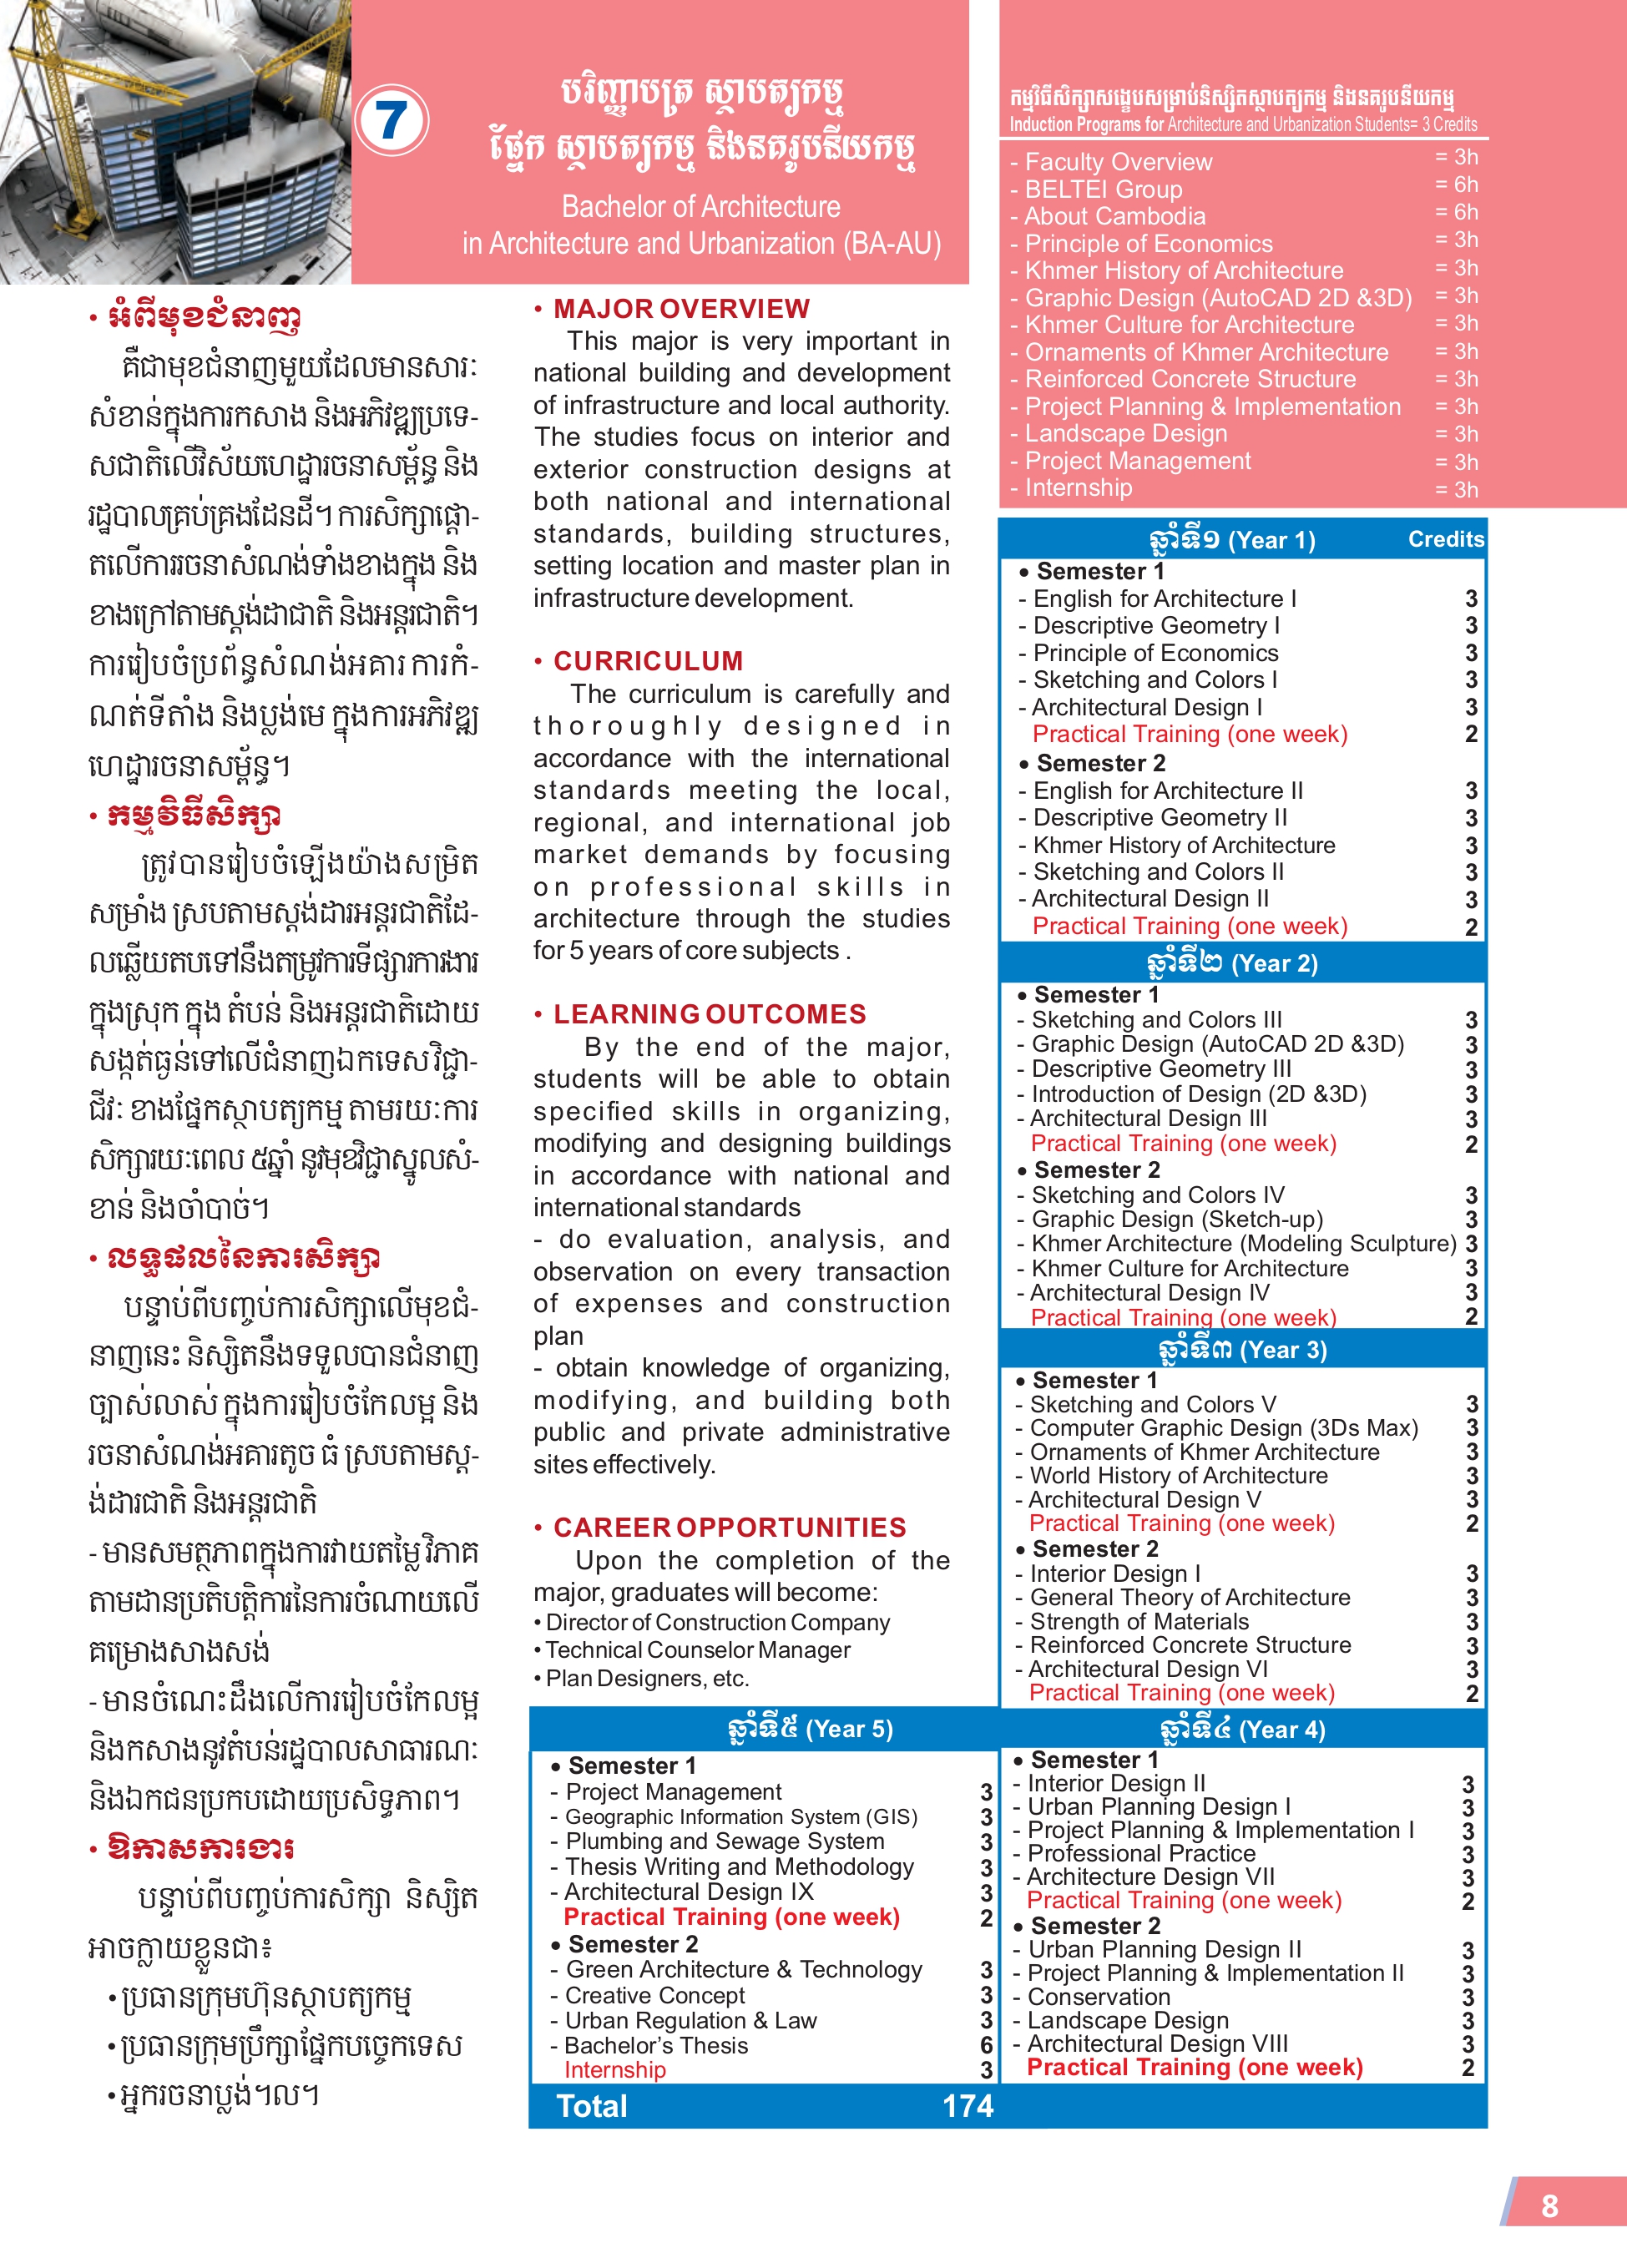 7
បរិញ្ញាបត្រ ស្ថាបត្យកម្ម
ផ្នែក ស្ថាបត្យកម្ម និងនគរូបនីយកម្ម
Bachelor of Architecture
in Architecture and Urbanization (BA-AU)
កម្មវិធីសិក្សាសង្ខេបសម្រាប់និស្សិតស្ថាបត្យកម្ម និងនគរូបនីយកម្ម
Induction Programs for Architecture and Urbanization Students= 3 Credits
- Faculty Overview = 3h
- BELTEI Group = 6h
- About Cambodia = 6h
- Principle of Economics = 3h
- Khmer History of Architecture = 3h
- Graphic Design (AutoCAD 2D &3D) = 3h
- Khmer Culture for Architecture = 3h
- Ornaments of Khmer Architecture = 3h
- Reinforced Concrete Structure = 3h
- Project Planning & Implementation = 3h
- Landscape Design = 3h
- Project Management = 3h
- Internship = 3h
• អំពីមុខជំនាញ
គឺជាមុខជំនាញមួយដែលមានសារៈ
សំខាន់ក្នុងការកសាង និងអភិវឌ្ឍប្រទេ-
សជាតិលើវិស័យហេដ្ឋារចនាសម្ព័ន្ធ និង
រដ្ឋបាលគ្រប់គ្រងដែនដី។ ការសិក្សាផ្តោ-
តលើការរចនាសំណង់ទាំងខាងក្នុង និង
ខាងក្រៅតាមស្តង់ដាជាតិ និងអន្តរជាតិ។
ការរៀបចំប្រព័ន្ធសំណង់អគារ ការកំ-
ណត់ទីតាំង និងប្លង់មេ ក្នុងការអភិវឌ្ឍ
ហេដ្ឋារចនាសម្ព័ន្ធ។
• កម្មវិធីសិក្សា
ត្រូវបានរៀបចំឡើងយ៉ាងសម្រិត
សម្រាំង ស្របតាមស្តង់ដារអន្តរជាតិដែ-
លឆ្លើយតបទៅនឹងតម្រូវការទីផ្សារការងារ
ក្នុងស្រុក ក្នុង តំបន់ និងអន្តរជាតិដោយ
សង្កត់ធ្ងន់ទៅលើជំនាញឯកទេស វិជ្ជា-
ជីវៈ ខាងផ្នែកស្ថាបត្យកម្ម តាមរយៈការ
សិក្សារយៈពេល ៥ឆ្នាំ នូវមុខវិជ្ជាស្នូលសំ-
ខាន់ និងចាំបាច់។
• លទ្ធផលនៃការសិក្សា
បន្ទាប់ពីបញ្ចប់ការសិក្សាលើមុខជំ-
នាញនេះ និស្សិតនឹងទទួលបានជំនាញ
ច្បាស់លាស់ ក្នុងការរៀបចំកែលម្អ និង
រចនាសំណង់អគារតូច ធំ ស្របតាមស្ត-
ង់ដារជាតិ និងអន្តរជាតិ
- មានសមត្ថភាពក្នុងការវាយតម្លៃ វិភាគ
តាមដានប្រតិបត្តិការនៃការចំណាយលើ
គម្រោងសាងសង់
- មានចំណេះដឹងលើការរៀបចំកែលម្អ
និងកសាងនូវតំបន់រដ្ឋបាលសាធារណៈ
និងឯកជនប្រកបដោយប្រសិទ្ធភាព។
• ឱកាសការងារ
បន្ទាប់ពីបញ្ចប់ការសិក្សា និស្សិត
អាចក្លាយខ្លួនជា៖
• ប្រធានក្រុមហ៊ុនស្ថាបត្យកម្ម
• ប្រធានក្រុមប្រឹក្សាផ្នែកបច្ចេកទេស
• អ្នករចនាប្លង់។ល។
• MAJOR OVERVIEW
This major is very important in
national building and development
of infrastructure and local authority.
The studies focus on interior and
exterior construction designs at
both national and international
standards, building structures,
setting location and master plan in
infrastructure development.
• CURRICULUM
The curriculum is carefully and
thoroughly designed in
accordance with the international
standards meeting the local,
regional, and international job
market demands by focusing
on professional skills in
architecture through the studies
for 5 years of core subjects .
• LEARNING OUTCOMES
By the end of the major,
students will be able to obtain
specified skills in organizing,
modifying and designing buildings
in accordance with national and
international standards
- do evaluation, analysis, and
observation on every transaction
of expenses and construction
plan
- obtain knowledge of organizing,
modifying, and building both
public and private administrative
sites effectively.
• CAREER OPPORTUNITIES
Upon the completion of the
major, graduates will become:
• Director of Construction Company
• Technical Counselor Manager
• Plan Designers, etc.
ឆ្នាំទី១ (Year 1) Credits
• Semester 1
- English for Architecture I 3
- Descriptive Geometry I 3
- Principle of Economics 3
- Sketching and Colors I 3
- Architectural Design I 3
Practical Training (one week) 2
• Semester 2
- English for Architecture II 3
- Descriptive Geometry II 3
- Khmer History of Architecture 3
- Sketching and Colors II 3
- Architectural Design II 3
Practical Training (one week) 2
ឆ្នាំទី២ (Year 2)
• Semester 1
- Sketching and Colors III 3
- Graphic Design (AutoCAD 2D &3D) 3
- Descriptive Geometry III 3
- Introduction of Design (2D &3D) 3
- Architectural Design III 3
Practical Training (one week) 2
• Semester 2
- Sketching and Colors IV 3
- Graphic Design (Sketch-up) 3
- Khmer Architecture (Modeling Sculpture) 3
- Khmer Culture for Architecture 3
- Architectural Design IV 3
Practical Training (one week) 2
ឆ្នាំទី៣ (Year 3)
• Semester 1
- Sketching and Colors V 3
- Computer Graphic Design (3Ds Max) 3
- Ornaments of Khmer Architecture 3
- World History of Architecture 3
- Architectural Design V 3
Practical Training (one week) 2
• Semester 2
- Interior Design I 3
- General Theory of Architecture 3
- Strength of Materials 3
- Reinforced Concrete Structure 3
- Architectural Design VI 3
Practical Training (one week) 2
ឆ្នាំទី៤ (Year 4)
• Semester 1
- Interior Design II 3
- Urban Planning Design I 3
- Project Planning & Implementation I 3
- Professional Practice 3
- Architecture Design VII 3
Practical Training (one week) 2
• Semester 2
- Urban Planning Design II 3
- Project Planning & Implementation II 3
- Conservation 3
- Landscape Design 3
- Architectural Design VIII 3
Practical Training (one week) 2
ឆ្នាំទី៥ (Year 5)
• Semester 1
- Project Management 3
- Geographic Information System (GIS) 3
- Plumbing and Sewage System 3
- Thesis Writing and Methodology 3
- Architectural Design IX 3
Practical Training (one week) 2
• Semester 2
- Green Architecture & Technology 3
- Creative Concept 3
- Urban Regulation & Law 3
- Bachelor’s Thesis 6
Internship 3
Total 174
8